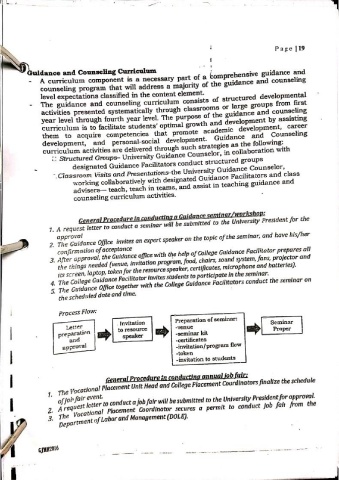 Page | 19
Guidance and Counseling Curriculum
- A curriculum component is a necessary part of a comprehensive guidance and
counseling program that will address a majority of the guidance and counseling
level expectations classified in the content element.
- The guidance and counseling curriculum consists of structured developmental
activities presented systematically through classrooms or large groups from first
year level through fourth year level. The purpose of the guidance and counseling
curriculum is to facilitate students' optimal growth and development by assisting
them to acquire competencies that promote academic development, career
development, and personal-social development. Guidance and Counseling
curriculum activities are delivered through such strategies as the following:
Structured Groups- University Guidance Counselor, in collaboration with
designated Guidance Facilitators conduct structured groups
Classroom Visits and Presentations-the University Guidance Counselor,
working collaboratively with designated Guidance Facilitators and class
advisers— teach, teach in teams, and assist in teaching guidance and
counseling curriculum activities.
General Procedure in conducting a Guidance seminar/workshop:
1. A request letter to conduct a seminar will be submitted to the University President for the
approval
2. The Guidance Office invites an expert speaker on the topic of the seminar, and have his/her
confirmation of acceptance
3. After approval, the Guidance office with the help of College Guidance Facilitator prepares all
the things needed (venue, invitation program, food, chairs, sound system, fans, projector and
its screen, laptop, token for the resource speaker, certificates, microphone and batteries).
4. The College Guidance Facilitator invites students to participate in the seminar.
5. The Guidance Office together with the College Guidance Facilitators conduct the seminar on
the scheduled date and time.
Process Flow:
Letter
preparation
and
approval
Invitation
to resource
speaker
Preparation of seminar:
-venue
-seminar kit
-certificates
-invitation/program flow
-token
-invitation to students
Seminar
Proper
General Procedure in conducting annual job fair:
1. The Vocational Placement Unit Head and College Placement Coordinators finalize the schedule
of job fair event.
2. A request letter to conduct a job fair will be submitted to the University President for approval.
3. The Vocational Placement Coordinator secures a permit to conduct job fair from the
Department of Labor and Management (DOLE).